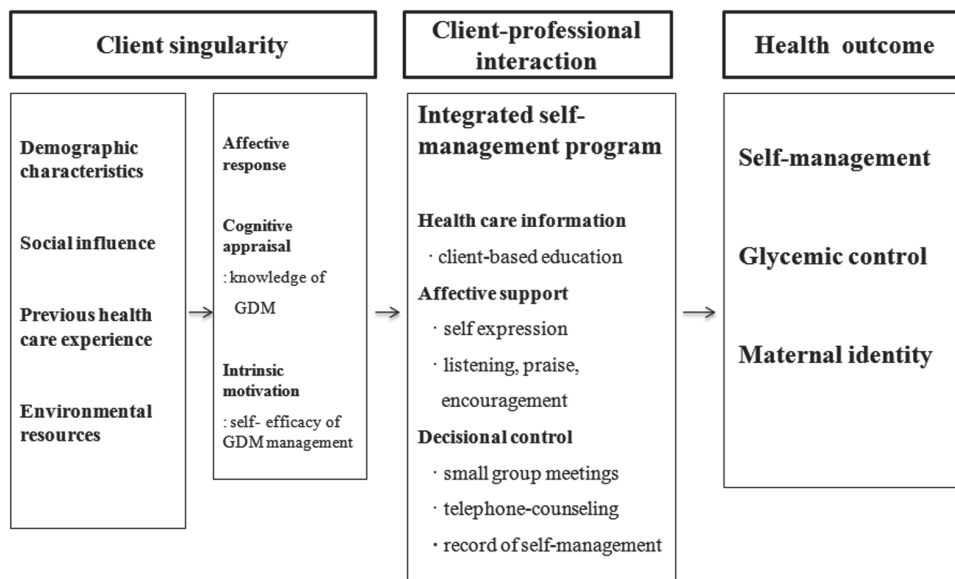 Client singularity
Client-professional
interaction
Health outcome
Demographic
characteristics
Social influence
Previous health
care experience
Environmental
resources
Affective
response
Cognitive
appraisal
: knowledge of
GDM
Intrinsic
motivation
: self- efficacy of
GDM management
Integrated self-
management program
Health care information
· client-based education
Affective support
· self expression
· listening, praise,
encouragement
Decisional control
· small group meetings
· telephone-counseling
· record of self-management
Self-management
Glycemic control
Maternal identity